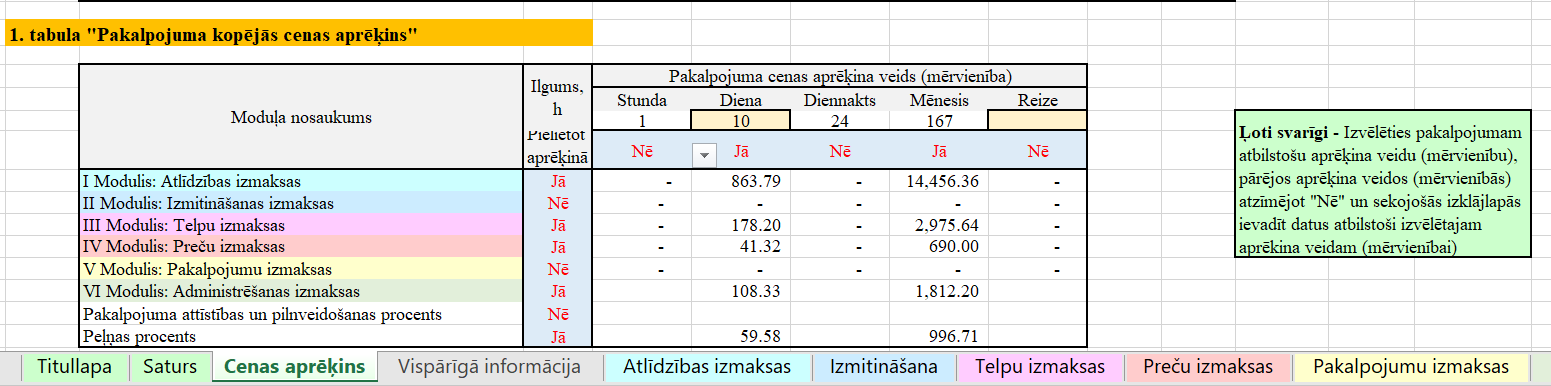 1. tabula "Pakalpojuma kopējās cenas aprēķins"
Moduļa nosaukums
Ilgums, h
Pakalpojuma cenas aprēķina veids (mērvienība)
Stunda Diena Diennakts Mēnesis Reize
1 10 24 167
Pielietot aprēķinā
Nē Jā Nē Jā Nē
I Modulis: Atlīdzības izmaksas Jā - 863.79 - 14,456.36 -
II Modulis: Izmitināšanas izmaksas Nē - - - - -
III Modulis: Telpu izmaksas Jā - 178.20 - 2,975.64 -
IV Modulis: Preču izmaksas Jā - 41.32 - 690.00 -
V Modulis: Pakalpojumu izmaksas Nē - - - - -
VI Modulis: Administrēšanas izmaksas Jā 108.33 1,812.20
Pakalpojuma attīstības un pilnveidošanas procents Nē
Peļņas procents Jā 59.58 996.71
Ļoti svarīgi - Izvēlēties pakalpojumam
atbilstošu aprēķina veidu (mērvienību),
pārējos aprēķina veidos (mērvienībās)
atzīmējot "Nē" un sekojošās izklājlapās
ievadīt datus atbilstoši izvēlētajam
aprēķina veidam (mērvienībai)
Titullapa Saturs Cenas aprēķins Vispārīgā informācija Atlīdzības izmaksas Izmitināšana Telpu izmaksas Preču izmaksas Pakalpojumu izmaksas